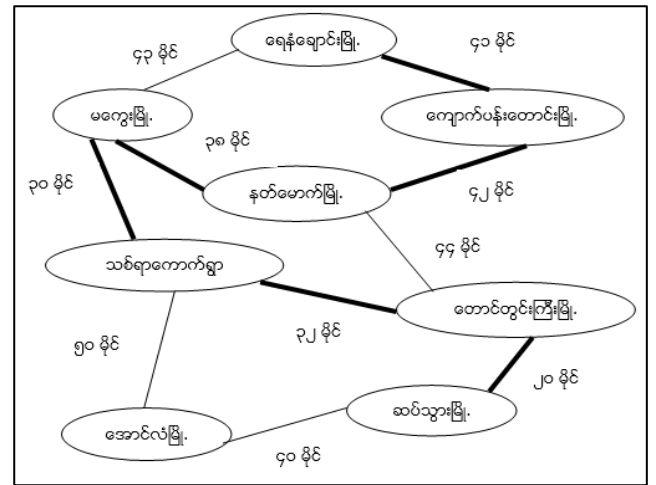 ရေနံချောင်းမြို့
၄၃ မိုင်
၄၁ မိုင်
မကွေးမြို့
ကျောက်ပန်းတောင်းမြို့
၃၈ မိုင်
၃၀ မိုင်
နတ်မောက်မြို့
၄၂ မိုင်
၄၄ မိုင်
သစ်ရာကောက်ရွာ
တောင်တွင်းကြီးမြို့
၃၂ မိုင်
၅၀ မိုင်
၂၀ မိုင်
ဆပ်သွားမြို့
အောင်လံမြို့
၄၀ မိုင်